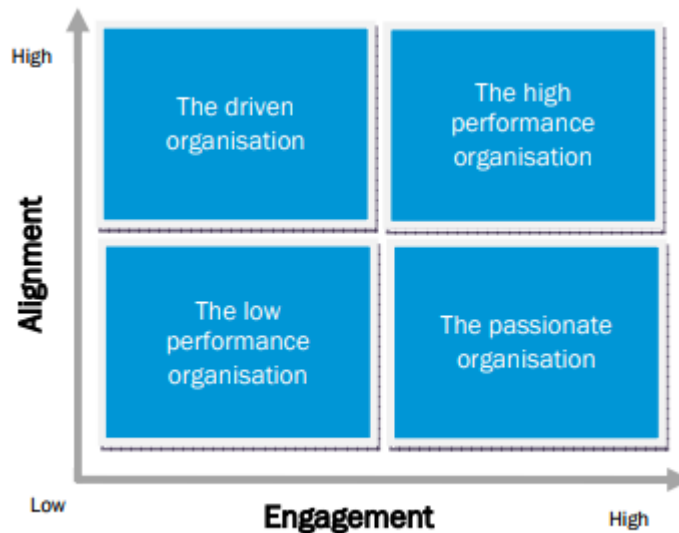 High
The driven
organisation
The high
performance
organisation
Alignment
The low
performance
organisation
The passionate
organisation
Low
Engagement
High